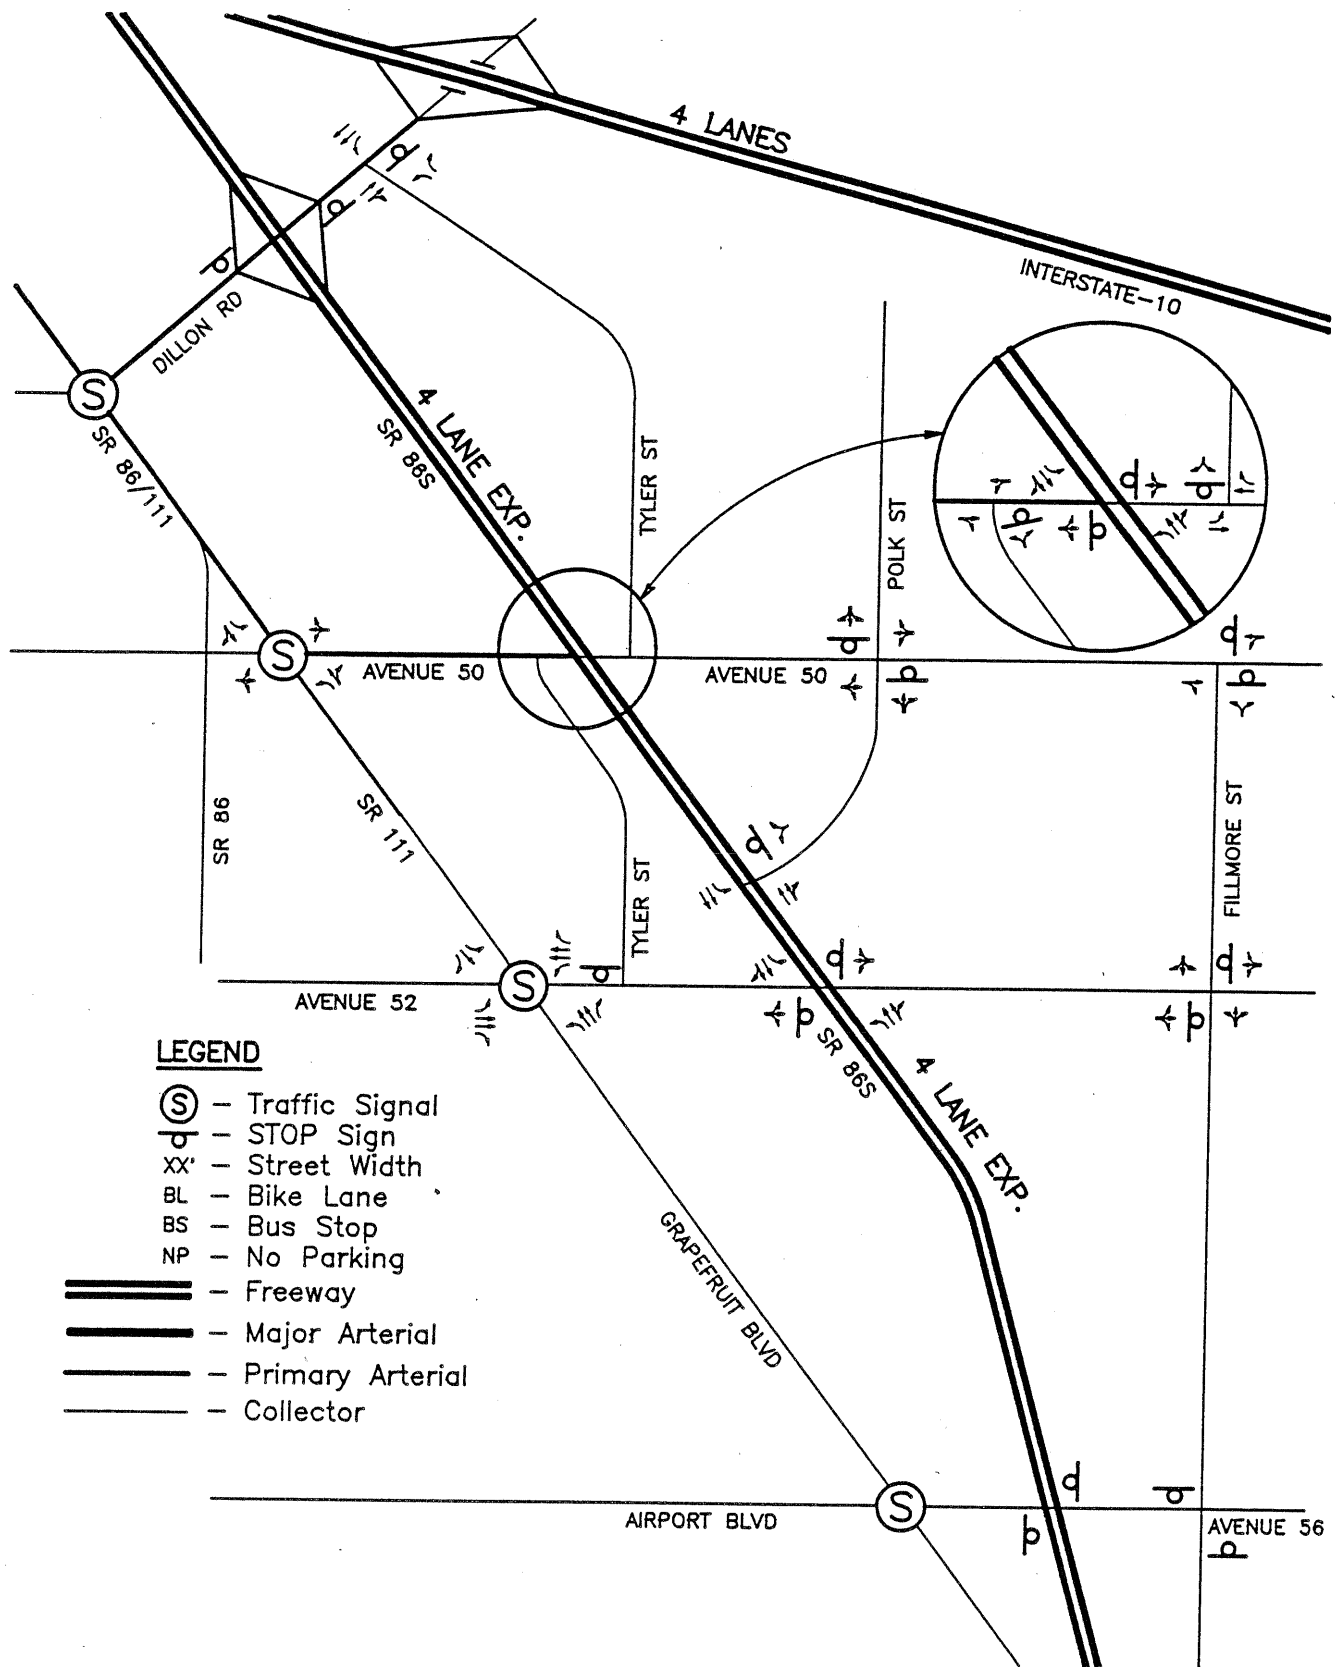 4 LANES
INTERSTATE-10
DILLON RD
4 LANE EXP.
SR 86S
TYLER ST
POLK ST
SR 86/111
S
S
AVENUE 50
AVENUE 50
SR 86
SR 111
TYLER ST
FILLMORE ST
S
AVENUE 52
SR 86S
4 LANE EXP.
LEGEND
S - Traffic Signal
- STOP Sign
XX' - Street Width
BL - Bike Lane
BS - Bus Stop
NP - No Parking
- Freeway
- Major Arterial
- Primary Arterial
- Collector
GRAPEFRUIT BLVD
S
AIRPORT BLVD
AVENUE 56